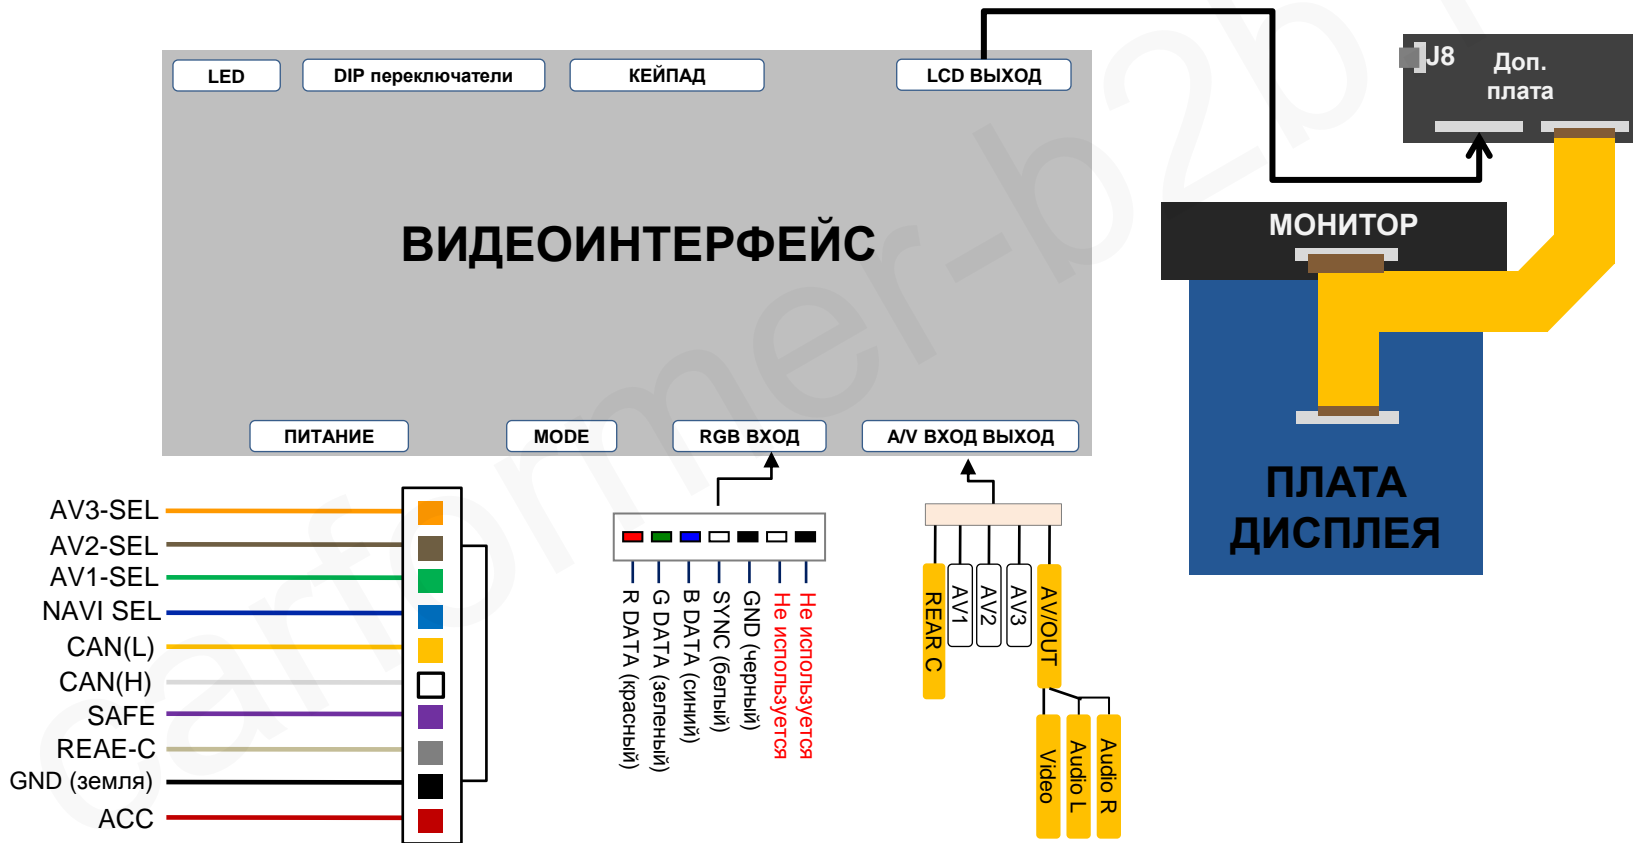 LED
DIP переключатели
КЕЙПАД
LCD ВЫХОД
J8
Доп.
плата
ВИДЕОИНТЕРФЕЙС
МОНИТОР
ПИТАНИЕ
MODE
RGB ВХОД
A/V ВХОД ВЫХОД
ПЛАТА
ДИСПЛЕЯ
AV3-SEL
AV2-SEL
AV1-SEL
NAVI SEL
CAN(L)
CAN(H)
SAFE
REAE-C
GND (земля)
ACC
R DATA (красный)
G DATA (зеленый)
B DATA (синий)
SYNC (белый)
GND (черный)
Не используется
Не используется
REAR C
AV1
AV2
AV3
AV/OUT
Video
Audio L
Audio R
carformer-b2b